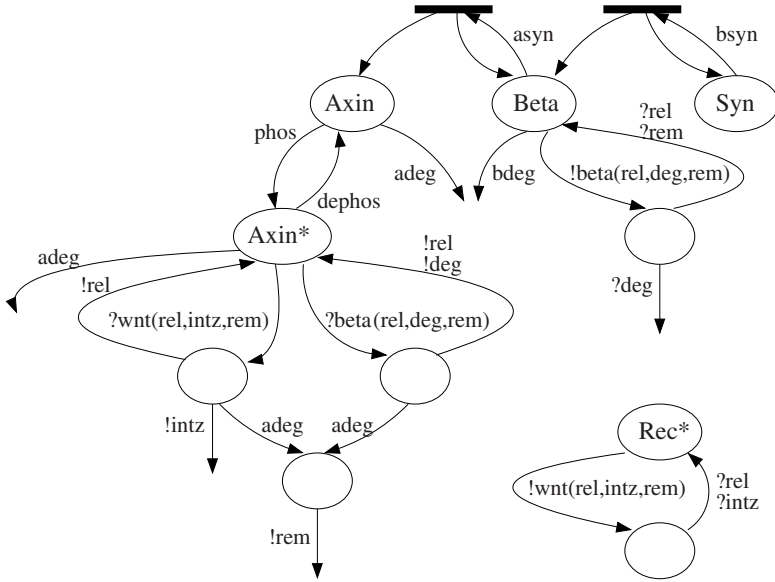 asyn
bsyn
Axin
Beta
Syn
?rel
?rem
phos
adeg
bdeg
!beta(rel,deg,rem)
dephos
Axin*
adeg
!rel
!rel
!deg
?deg
?wnt(rel,intz,rem)
?beta(rel,deg,rem)
!intz
adeg
adeg
Rec*
!wnt(rel,intz,rem)
?rel
?intz
!rem